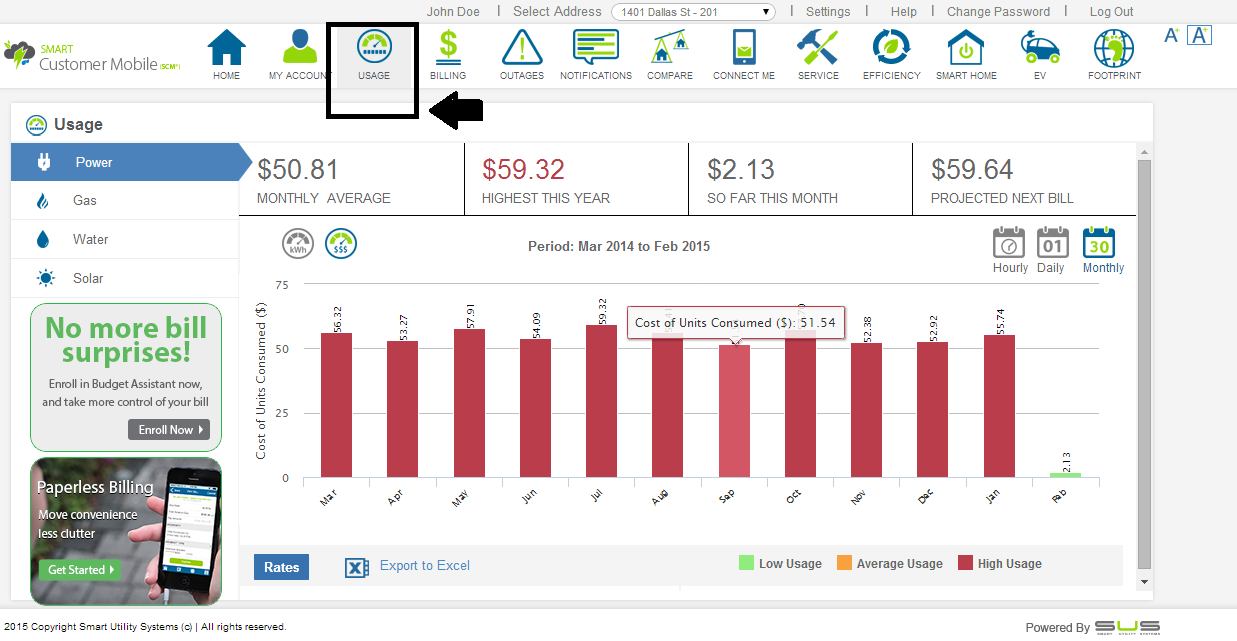 John Doe | Select Address 1401 Dallas St - 201 | Settings | Help | Change Password | Log Out
SMART
Customer Mobile (SCM®)
HOME MY ACCOUN USAGE BILLING OUTAGES NOTIFICATIONS COMPARE CONNECT ME SERVICE EFFICIENCY SMART HOME EV FOOTPRINT
A+ A+
Usage
Power
Gas
Water
Solar
$50.81 $59.32 $2.13 $59.64
MONTHLY AVERAGE HIGHEST THIS YEAR SO FAR THIS MONTH PROJECTED NEXT BILL
kWh $$$ Period: Mar 2014 to Feb 2015 01 30
Hourly Daily Monthly
Cost of Units Consumed ($)
75
50
25
0
56.32 53.27 57.91 54.09 59.32 52.38 52.92 55.74 2.13
Cost of Units Consumed ($): 51.54
Mar Apr May Jun Jul Aug Sep Oct Nov Dec Jan Feb
No more bill
surprises!
Enroll in Budget Assistant now,
and take more control of your bill
Enroll Now
Paperless Billing
Move convenience
less clutter
Get Started
Rates Export to Excel Low Usage Average Usage High Usage
2015 Copyright Smart Utility Systems (c) | All rights reserved.
Powered By SUS
SMART UTILITY SYSTEMS